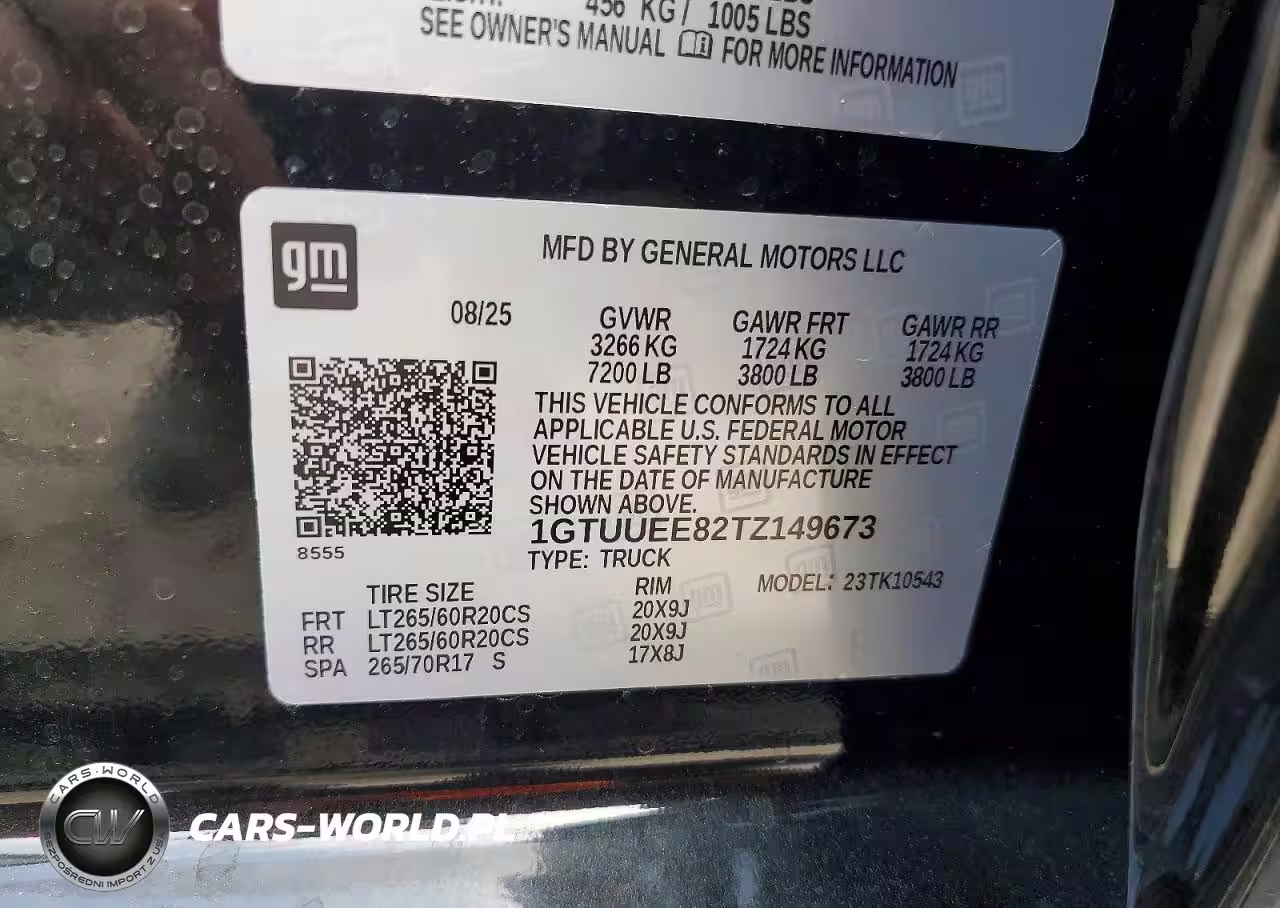 456 KG / 1005 LBS
SEE OWNER'S MANUAL FOR MORE INFORMATION
gm
MFD BY GENERAL MOTORS LLC
08/25 GVWR GAWR FRT GAWR RR
3266 KG 1724 KG 1724 KG
7200 LB 3800 LB 3800 LB
THIS VEHICLE CONFORMS TO ALL
APPLICABLE U.S. FEDERAL MOTOR
VEHICLE SAFETY STANDARDS IN EFFECT
ON THE DATE OF MANUFACTURE
SHOWN ABOVE.
1GTUUEE82TZ149673
8555
TYPE: TRUCK
TIRE SIZE RIM MODEL: 23TK10543
FRT LT265/60R20CS 20X9J
RR LT265/60R20CS 20X9J
SPA 265/70R17 S 17X8J
CARS-WORLD
CW
BEZPOŚREDNI IMPORT Z USA
CARS-WORLD.PL